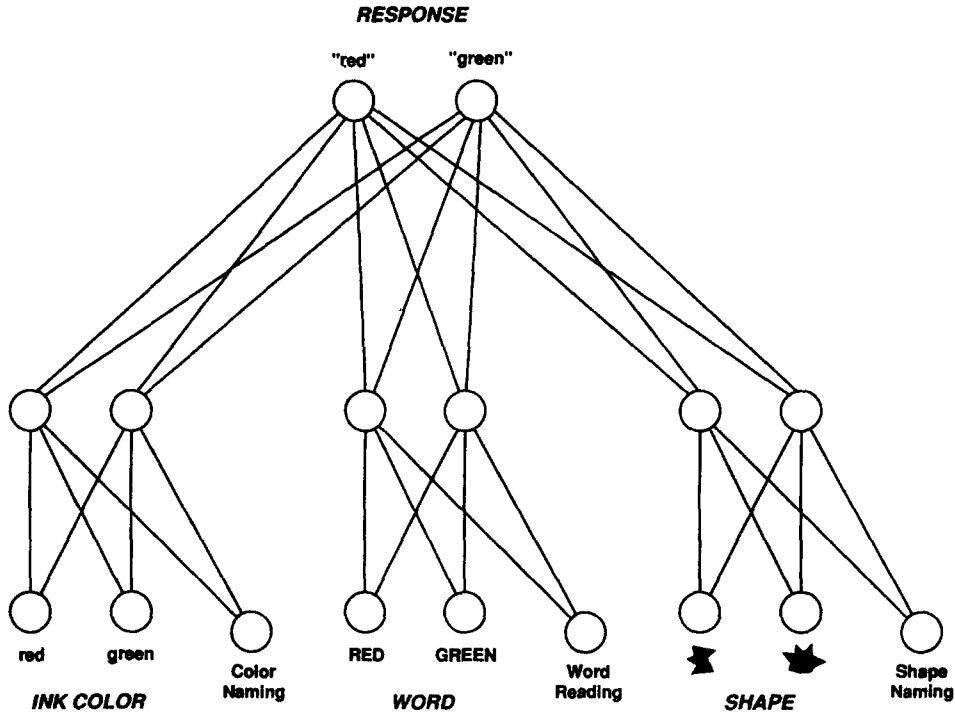 RESPONSE
"red" "green"
red green Color Naming RED GREEN Word Reading Shape Naming
INK COLOR WORD SHAPE